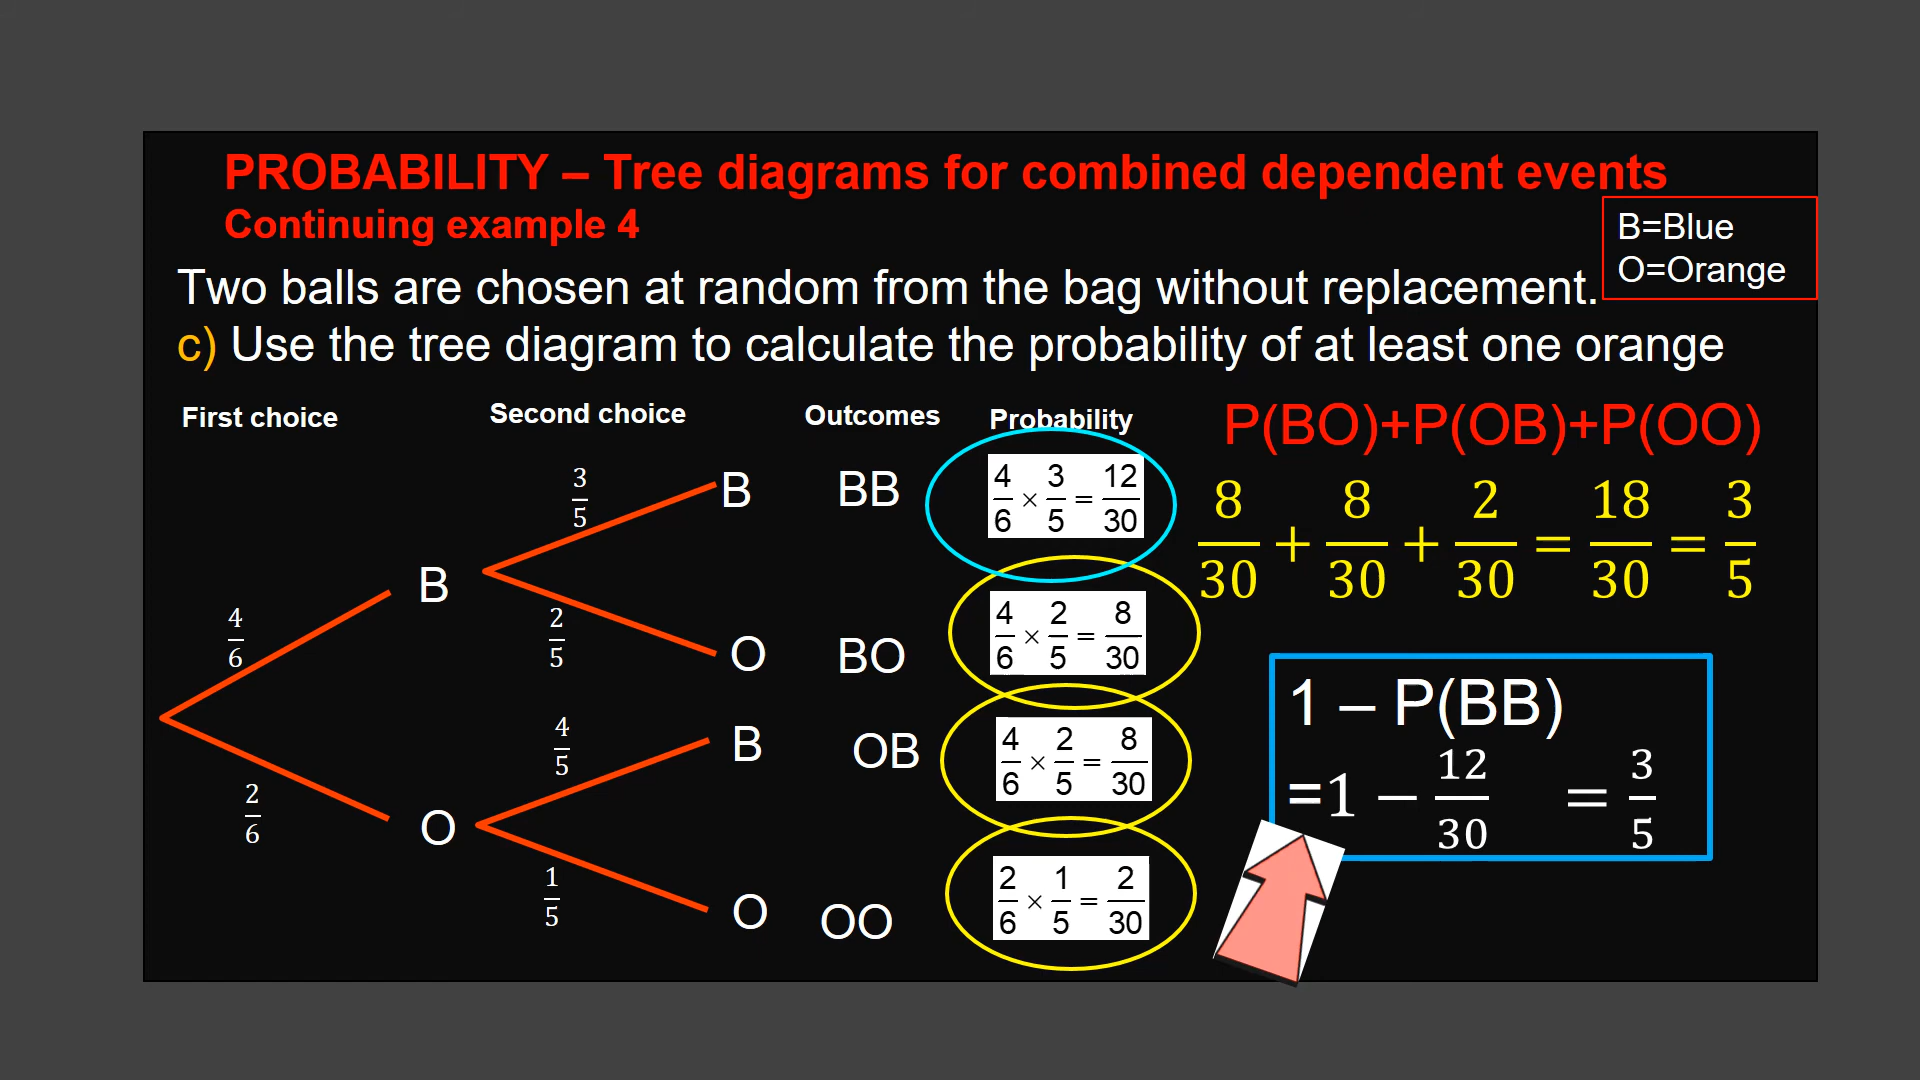 PROBABILITY – Tree diagrams for combined dependent events
Continuing example 4
B=Blue
O=Orange
Two balls are chosen at random from the bag without replacement.
c) Use the tree diagram to calculate the probability of at least one orange
First choice
Second choice
Outcomes
Probability
P(BO)+P(OB)+P(OO)
4/6
B
2/6
O
3/5
B
2/5
O
4/5
B
1/5
O
BB
4/6 × 3/5 = 12/30
BO
4/6 × 2/5 = 8/30
OB
4/6 × 2/5 = 8/30
OO
2/6 × 1/5 = 2/30
8/30 + 8/30 + 2/30 = 18/30 = 3/5
1 – P(BB)
=1 − 12/30 = 3/5